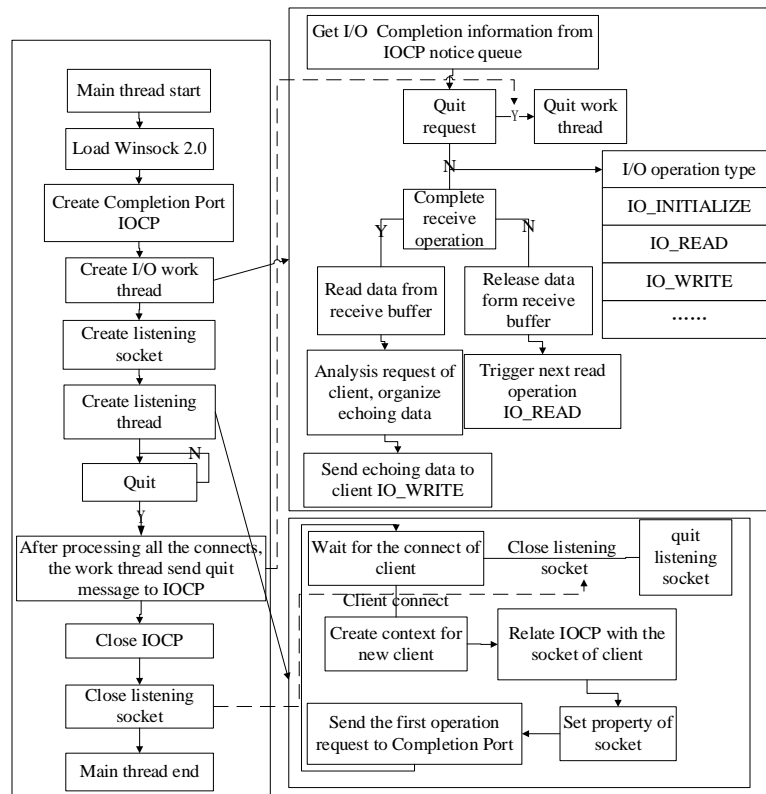 Main thread start
Load Winsock 2.0
Create Completion Port
IOCP
Create I/O work
thread
Create listening
socket
Create listening
thread
N
Quit
Y
After processing all the connects,
the work thread send quit
message to IOCP
Close IOCP
Close listening
socket
Main thread end
Get I/O Completion information from
IOCP notice queue
Quit
request
Y
Quit work
thread
N
I/O operation type
IO_INITIALIZE
IO_READ
IO_WRITE
......
Complete
receive
operation
Y
N
Read data from
receive buffer
Release data
form receive
buffer
Analysis request of
client, organize
echoing data
Trigger next read
operation
IO_READ
Send echoing data to
client IO_WRITE
Wait for the connect of
client
Close listening
socket
quit
listening
socket
Client connect
Create context for
new client
Relate IOCP with the
socket of client
Send the first operation
request to Completion Port
Set property of
socket